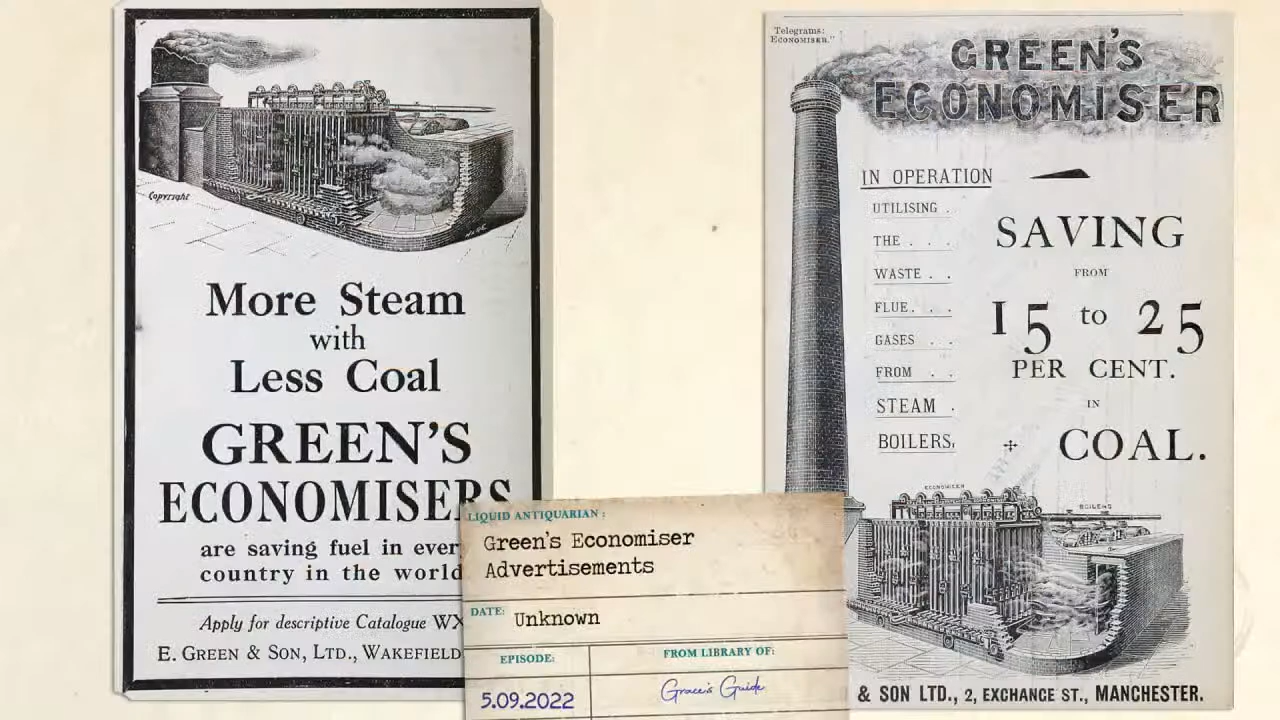 Copyright
More Steam
with
Less Coal
GREEN'S
ECONOMISERS
are saving fuel in ever
country in the world
Apply for descriptive Catalogue WX
E. GREEN & SON, LTD., WAKEFIELD
Telegrams:
ECONOMISER."
GREEN'S
ECONOMISER
IN OPERATION
UTILISING .
THE . . .
WASTE . .
FLUE. . .
GASES . .
FROM . .
STEAM .
BOILERS,
SAVING
FROM
15 to 25
PER CENT.
IN
COAL.
ECONOMISER
BOILERS
& SON LTD., 2, EXCHANGE ST., MANCHESTER.
LIQUID ANTIQUARIAN :
Green's Economiser
Advertisements
DATE: Unknown
EPISODE:
5.09.2022
FROM LIBRARY OF:
Grace's Guide